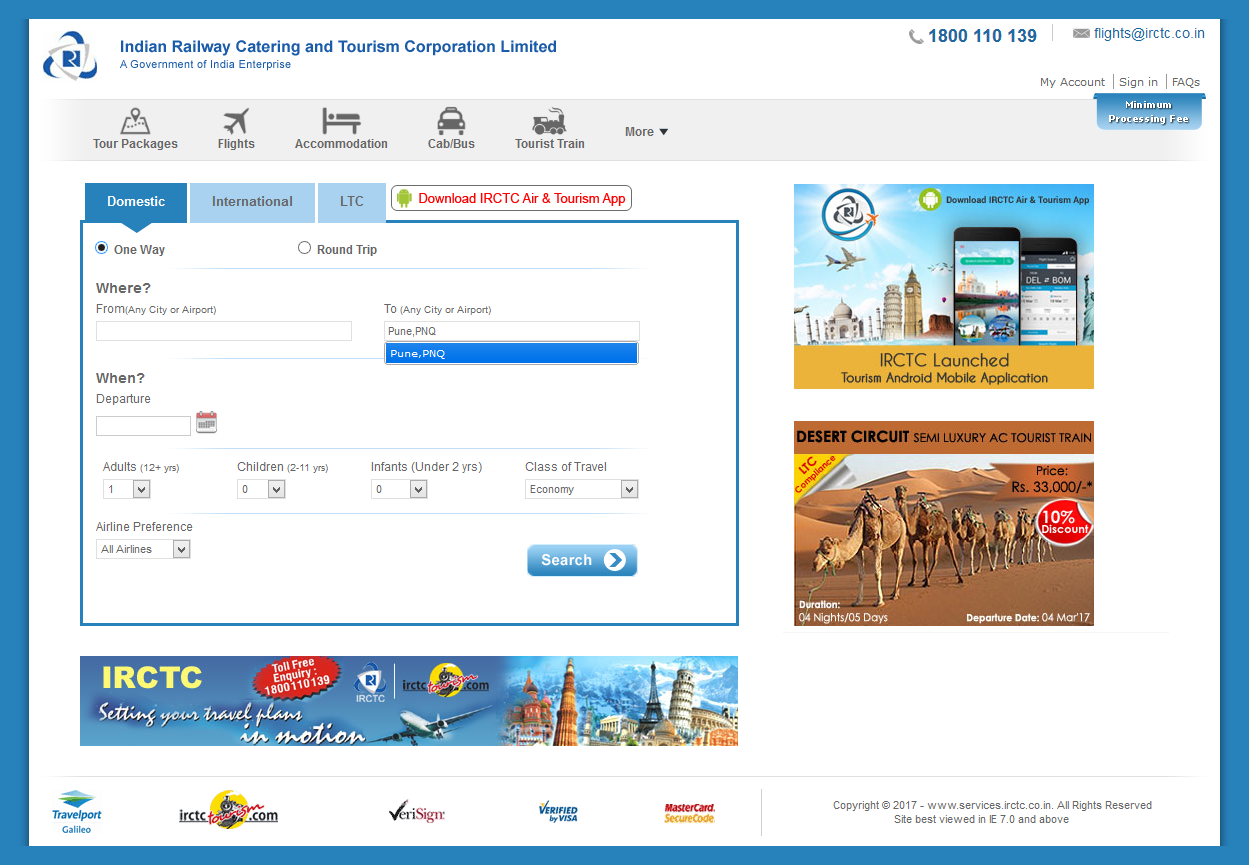 Indian Railway Catering and Tourism Corporation Limited
A Government of India Enterprise
1800 110 139
flights@irctc.co.in
My Account
Sign in
FAQs
Minimum
Processing Fee
Tour Packages
Flights
Accommodation
Cab/Bus
Tourist Train
More
Domestic
International
LTC
Download IRCTC Air & Tourism App
One Way
Round Trip
Where?
From(Any City or Airport)
To (Any City or Airport)
Pune,PNQ
Pune,PNQ
When?
Departure
Adults (12+ yrs)
Children (2-11 yrs)
Infants (Under 2 yrs)
Class of Travel
1
0
0
Economy
Airline Preference
All Airlines
Search
Download IRCTC Air & Tourism App
DEL
BOM
IRCTC Launched
Tourism Android Mobile Application
DESERT CIRCUIT SEMI LUXURY AC TOURIST TRAIN
LTC
Compliance
Price:
Rs. 33,000/-*
10%
Discount
Duration:
04 Nights/05 Days
Departure Date: 04 Mar'17
IRCTC
Toll Free
Enquiry :
1800110139
IRCTC
irctctourism.com
Setting your travel plans
in motion
Travelport
Galileo
irctctourism.com
VeriSign
VERIFIED
by VISA
MasterCard.
SecureCode.
Copyright © 2017 - www.services.irctc.co.in. All Rights Reserved
Site best viewed in IE 7.0 and above